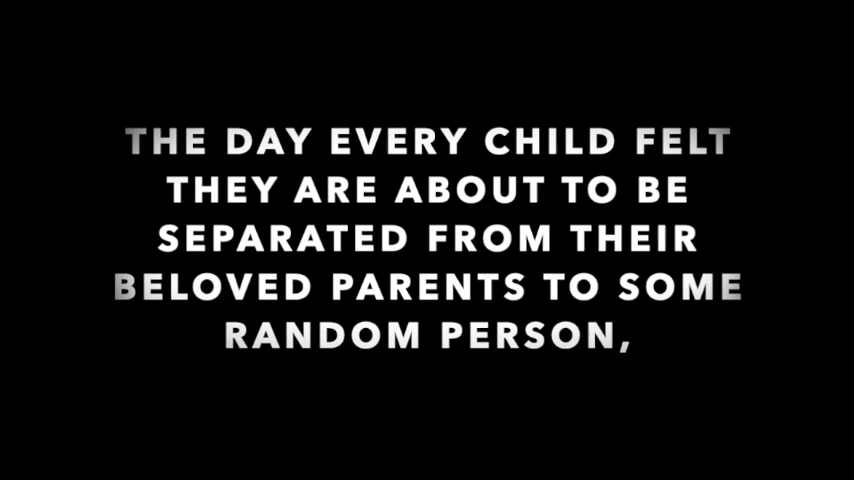 THE DAY EVERY CHILD FELT
THEY ARE ABOUT TO BE
SEPARATED FROM THEIR
BELOVED PARENTS TO SOME
RANDOM PERSON,